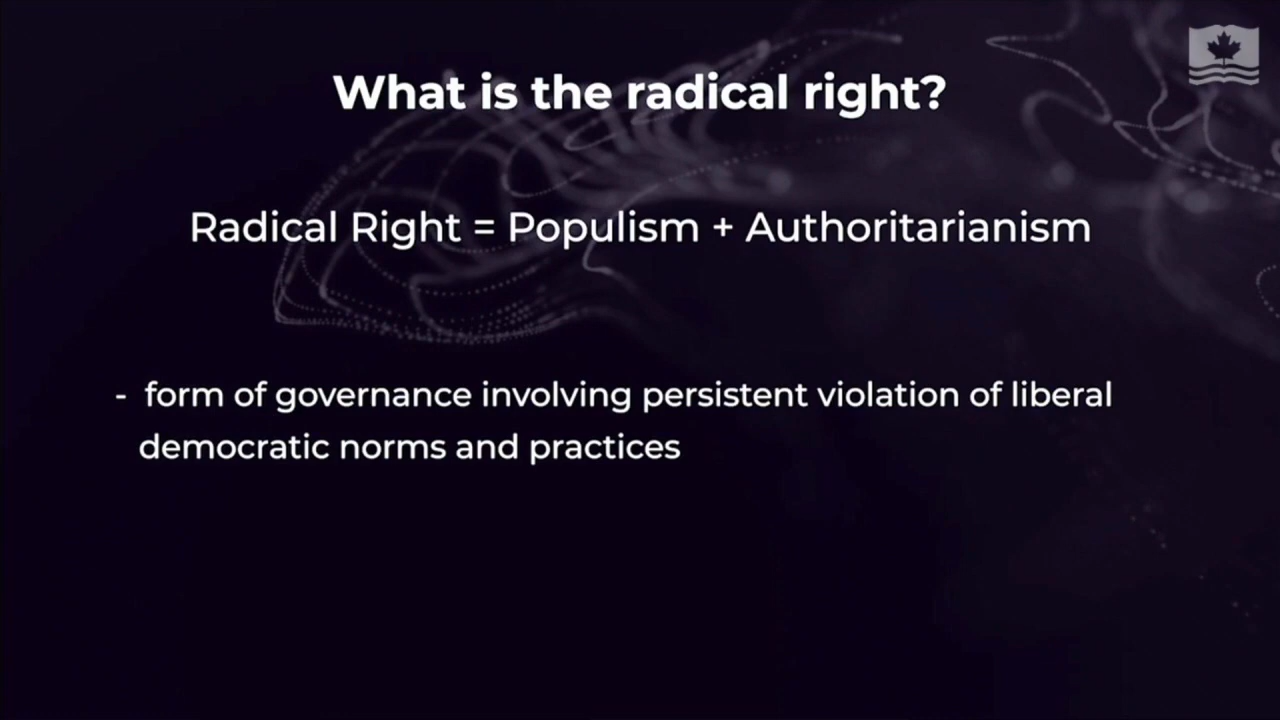 What is the radical right?
Radical Right = Populism + Authoritarianism
- form of governance involving persistent violation of liberal
democratic norms and practices